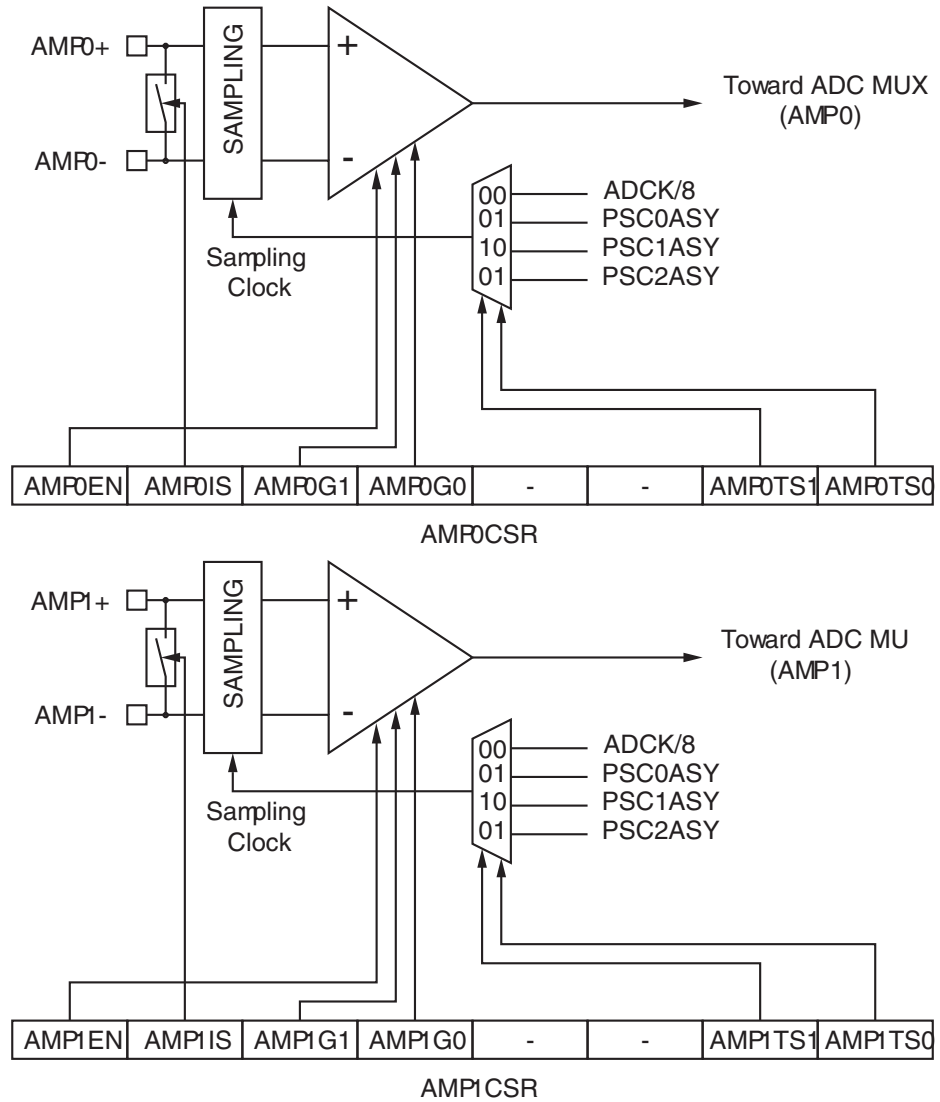 AMP0+
SAMPLING
+
Toward ADC MUX
(AMP0)
AMP0-
-
00 ADCK/8
01 PSC0ASY
10 PSC1ASY
01 PSC2ASY
Sampling
Clock
AMP0EN AMP0IS AMP0G1 AMP0G0 - - AMP0TS1 AMP0TS0
AMP0CSR
AMP1+
SAMPLING
+
Toward ADC MU
(AMP1)
AMP1-
-
00 ADCK/8
01 PSC0ASY
10 PSC1ASY
01 PSC2ASY
Sampling
Clock
AMP1EN AMP1IS AMP1G1 AMP1G0 - - AMP1TS1 AMP1TS0
AMP1CSR